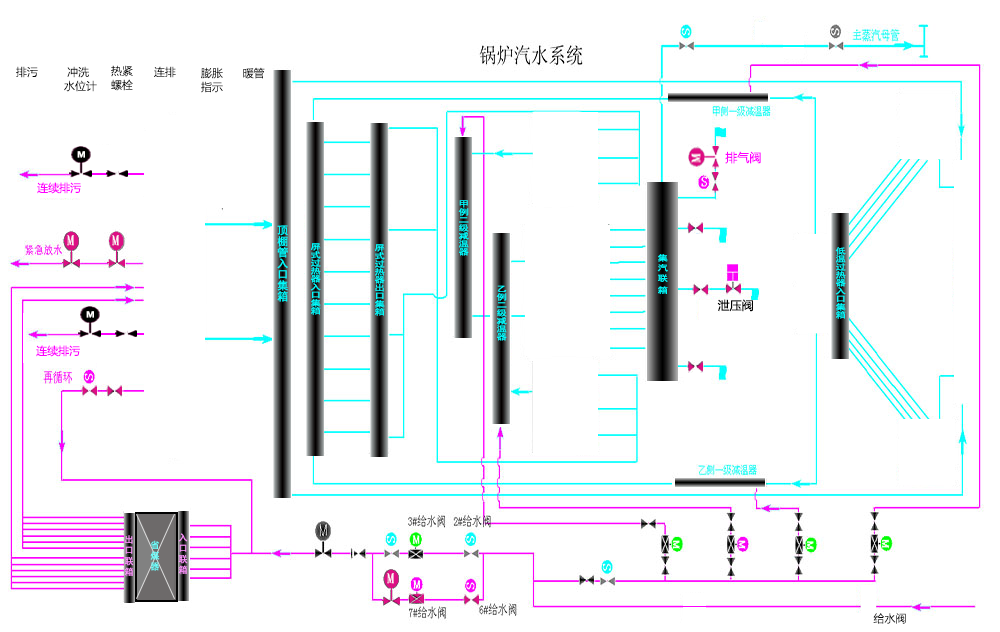 锅炉汽水系统
主蒸汽母管
排污
冲洗
水位计
热紧
螺栓
连排
膨胀
指示
暖管
甲侧一级减温器
M
连续排污
M
排气阀
S
紧急放水
M
M
顶棚管入口集箱
屏式过热器入口集箱
屏式过热器出口集箱
甲侧二级减温器
乙侧二级减温器
集汽联箱
低温过热器入口集箱
泄压阀
M
连续排污
再循环
S
乙侧一级减温器
出口联箱
省煤器
入口联箱
M
3#给水阀
2#给水阀
S
M
S
M
M
S
7#给水阀
6#给水阀
M
M
M
M
S
给水阀